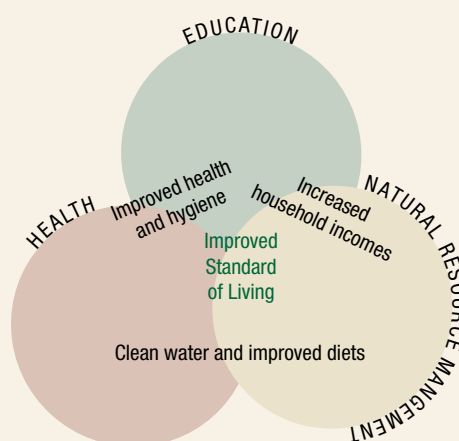 EDUCATION
HEALTH
NATURAL RESOURCE MANGEMENT
Improved health
and hygiene
Increased
household incomes
Improved
Standard
of Living
Clean water and improved diets